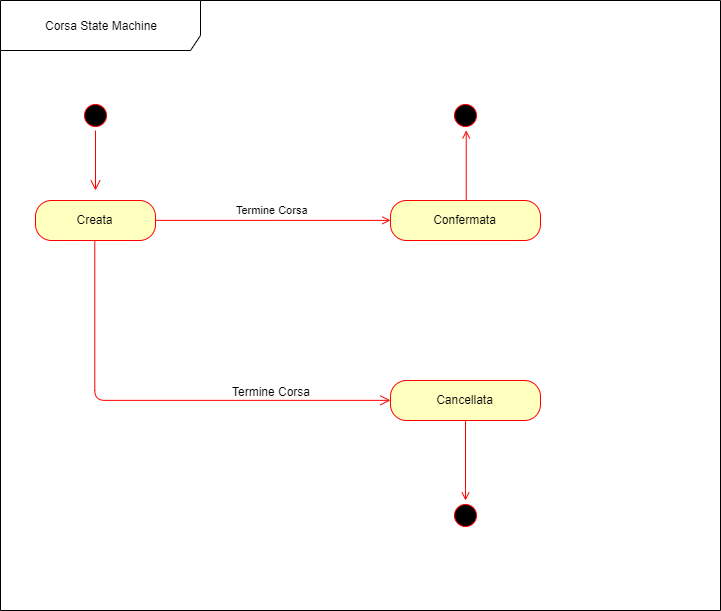 Corsa State Machine
Creata
Termine Corsa
Confermata
Termine Corsa
Cancellata